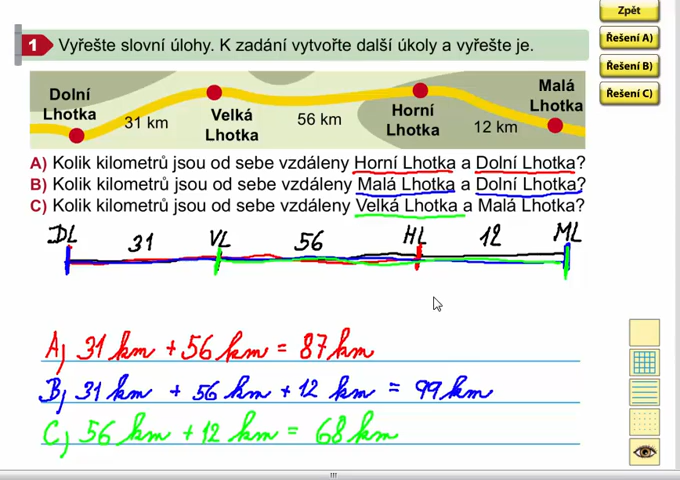 Zpět
1 Vyřešte slovní úlohy. K zadání vytvořte další úkoly a vyřešte je.
Řešení A)
Řešení B)
Řešení C)
Dolní Lhotka
31 km
Velká Lhotka
56 km
Horní Lhotka
12 km
Malá Lhotka
A) Kolik kilometrů jsou od sebe vzdáleny Horní Lhotka a Dolní Lhotka?
B) Kolik kilometrů jsou od sebe vzdáleny Malá Lhotka a Dolní Lhotka?
C) Kolik kilometrů jsou od sebe vzdáleny Velká Lhotka a Malá Lhotka?
DL 31 VL 56 HL 12 ML
A) 31 km + 56 km = 87 km
B) 31 km + 56 km + 12 km = 99 km
C) 56 km + 12 km = 68 km